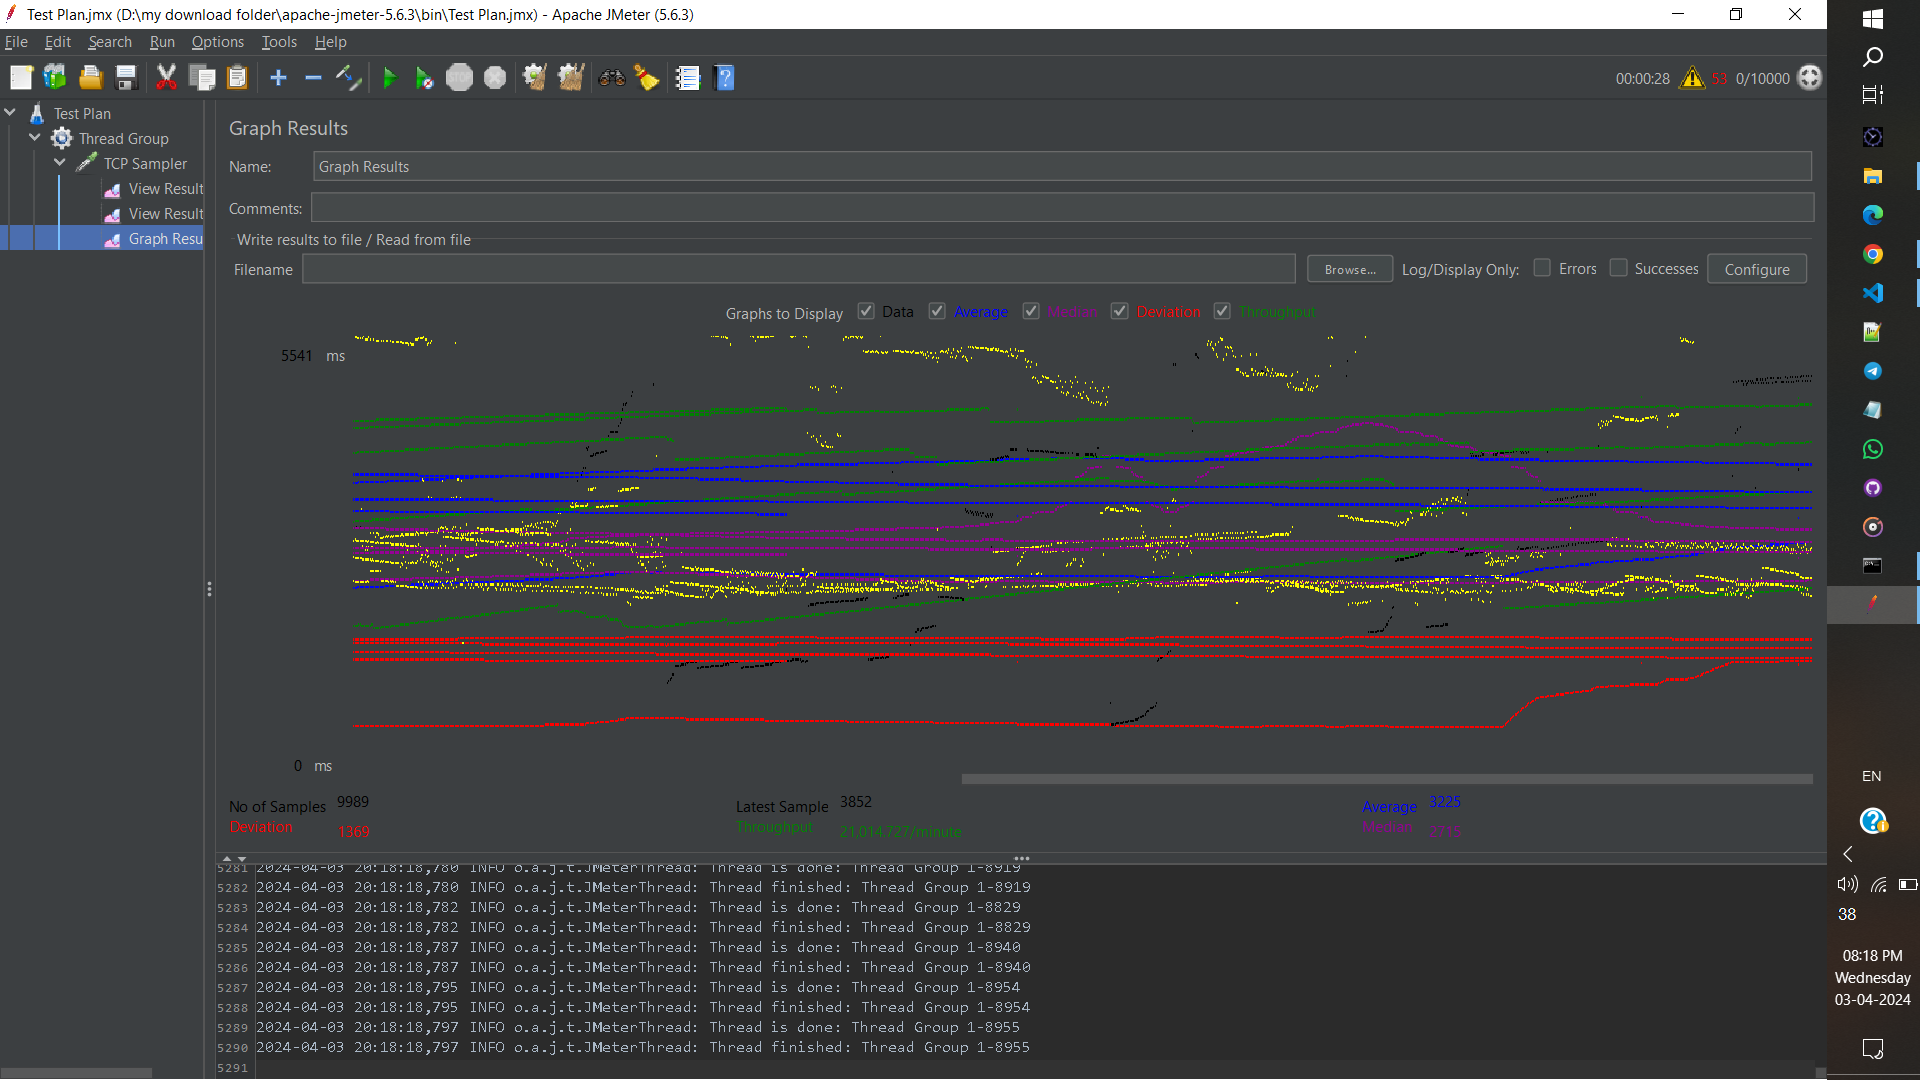 Test Plan.jmx (D:\my download folder\apache-jmeter-5.6.3\bin\Test Plan.jmx) - Apache JMeter (5.6.3)
File Edit Search Run Options Tools Help
STOP
00:00:28 53 0/10000
Test Plan
Thread Group
TCP Sampler
View Result
View Result
Graph Resu
Graph Results
Name: Graph Results
Comments:
Write results to file / Read from file
Filename Browse... Log/Display Only: Errors Successes Configure
Graphs to Display Data Average Median Deviation Throughput
5541 ms
0 ms
No of Samples 9989 Latest Sample 3852 Average 3225
Deviation 1369 Throughput 21,014.727/minute Median 2715
5281 2024-04-03 20:18:18,780 INFO o.a.j.t.JMeterThread: Thread is done: Thread Group 1-8919
5282 2024-04-03 20:18:18,780 INFO o.a.j.t.JMeterThread: Thread finished: Thread Group 1-8919
5283 2024-04-03 20:18:18,782 INFO o.a.j.t.JMeterThread: Thread is done: Thread Group 1-8829
5284 2024-04-03 20:18:18,782 INFO o.a.j.t.JMeterThread: Thread finished: Thread Group 1-8829
5285 2024-04-03 20:18:18,787 INFO o.a.j.t.JMeterThread: Thread is done: Thread Group 1-8940
5286 2024-04-03 20:18:18,787 INFO o.a.j.t.JMeterThread: Thread finished: Thread Group 1-8940
5287 2024-04-03 20:18:18,795 INFO o.a.j.t.JMeterThread: Thread is done: Thread Group 1-8954
5288 2024-04-03 20:18:18,795 INFO o.a.j.t.JMeterThread: Thread finished: Thread Group 1-8954
5289 2024-04-03 20:18:18,797 INFO o.a.j.t.JMeterThread: Thread is done: Thread Group 1-8955
5290 2024-04-03 20:18:18,797 INFO o.a.j.t.JMeterThread: Thread finished: Thread Group 1-8955
5291
EN
38
08:18 PM
Wednesday
03-04-2024